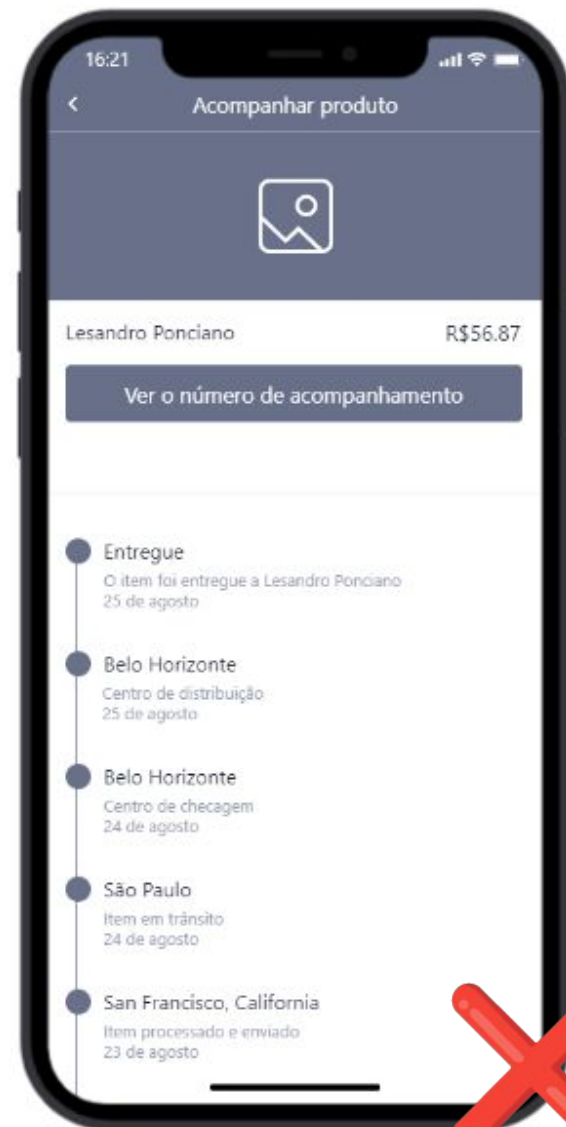 16:21
Acompanhar produto
Lesandro Ponciano R$56.87
Ver o número de acompanhamento
Entregue
O item foi entregue a Lesandro Ponciano
25 de agosto
Belo Horizonte
Centro de distribuição
25 de agosto
Belo Horizonte
Centro de checagem
24 de agosto
São Paulo
Item em trânsito
24 de agosto
San Francisco, California
Item processado e enviado
23 de agosto